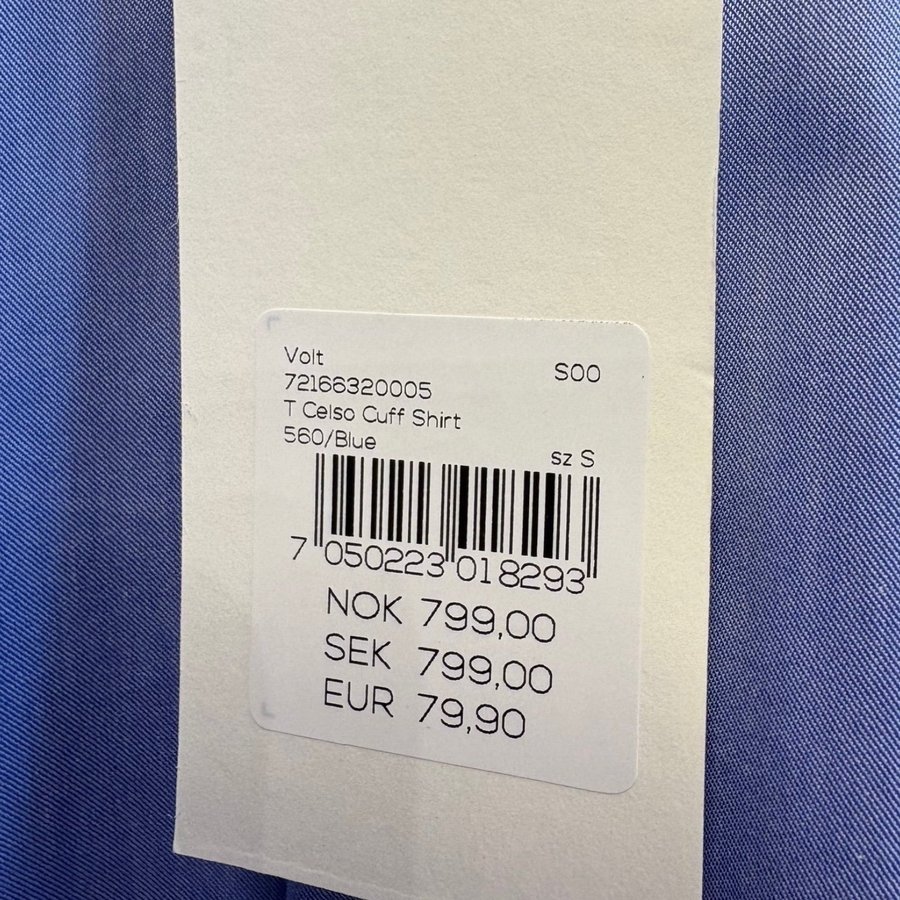 Volt
72166320005
S00
T Celso Cuff Shirt
560/Blue
sz S
7 050223 018293
NOK 799,00
SEK 799,00
EUR 79,90